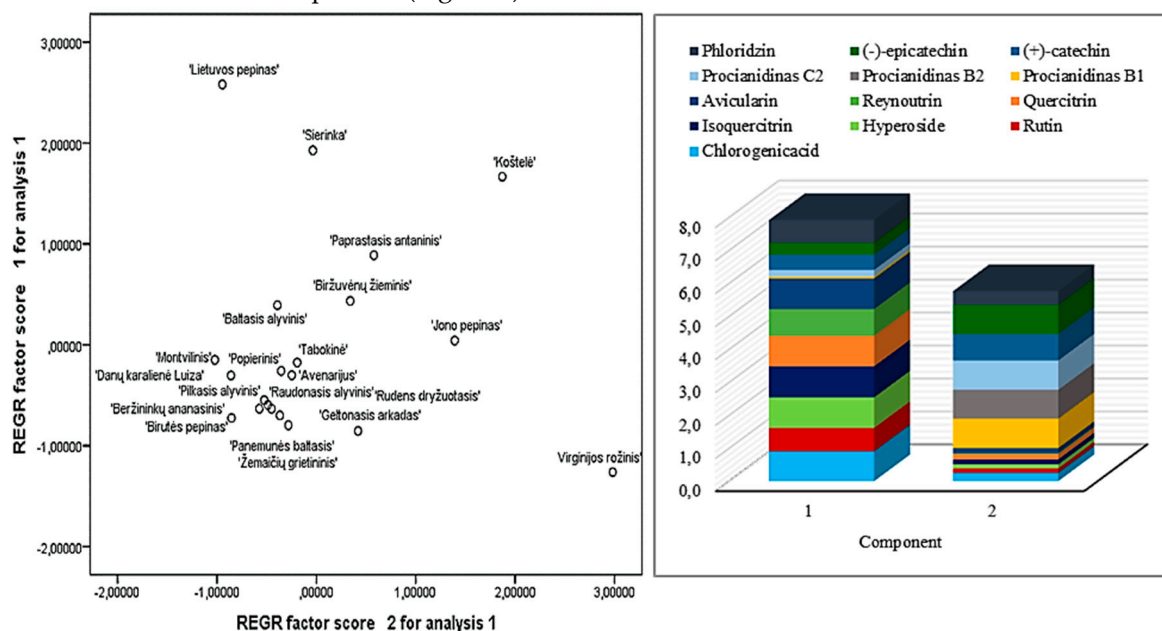 3,00000
2,00000
1,00000
,00000
-1,00000
-2,00000
REGR factor score 1 for analysis 1
'Lietuvos pepinas'
'Sierinka'
'Koštelė'
'Paprastasis antaninis'
'Biržuvėnų žieminis'
'Baltasis alyvinis'
'Jono pepinas'
'Tabokinė'
'Montvilinis' 'Popierinis'
'Danų karalienė Luiza' 'Avenarijus'
'Pilkasis alyvinis' 'Raudonasis alyvinis' 'Rudens dryžuotasis'
'Beržininkų ananasinis' 'Geltonasis arkadas'
'Birutės pepinas'
'Panemunės baltasis'
'Žemaičių grietininis'
Virginijos rožinis'
-2,00000 -1,00000 ,00000 1,00000 2,00000 3,00000
REGR factor score 2 for analysis 1
Phloridzin (-)-epicatechin (+)-catechin
Procianidinas C2 Procianidinas B2 Procianidinas B1
Avicularin Reynoutrin Quercitrin
Isoquercitrin Hyperoside Rutin
Chlorogenicacid
8,0
7,0
6,0
5,0
4,0
3,0
2,0
1,0
0,0
1 2
Component